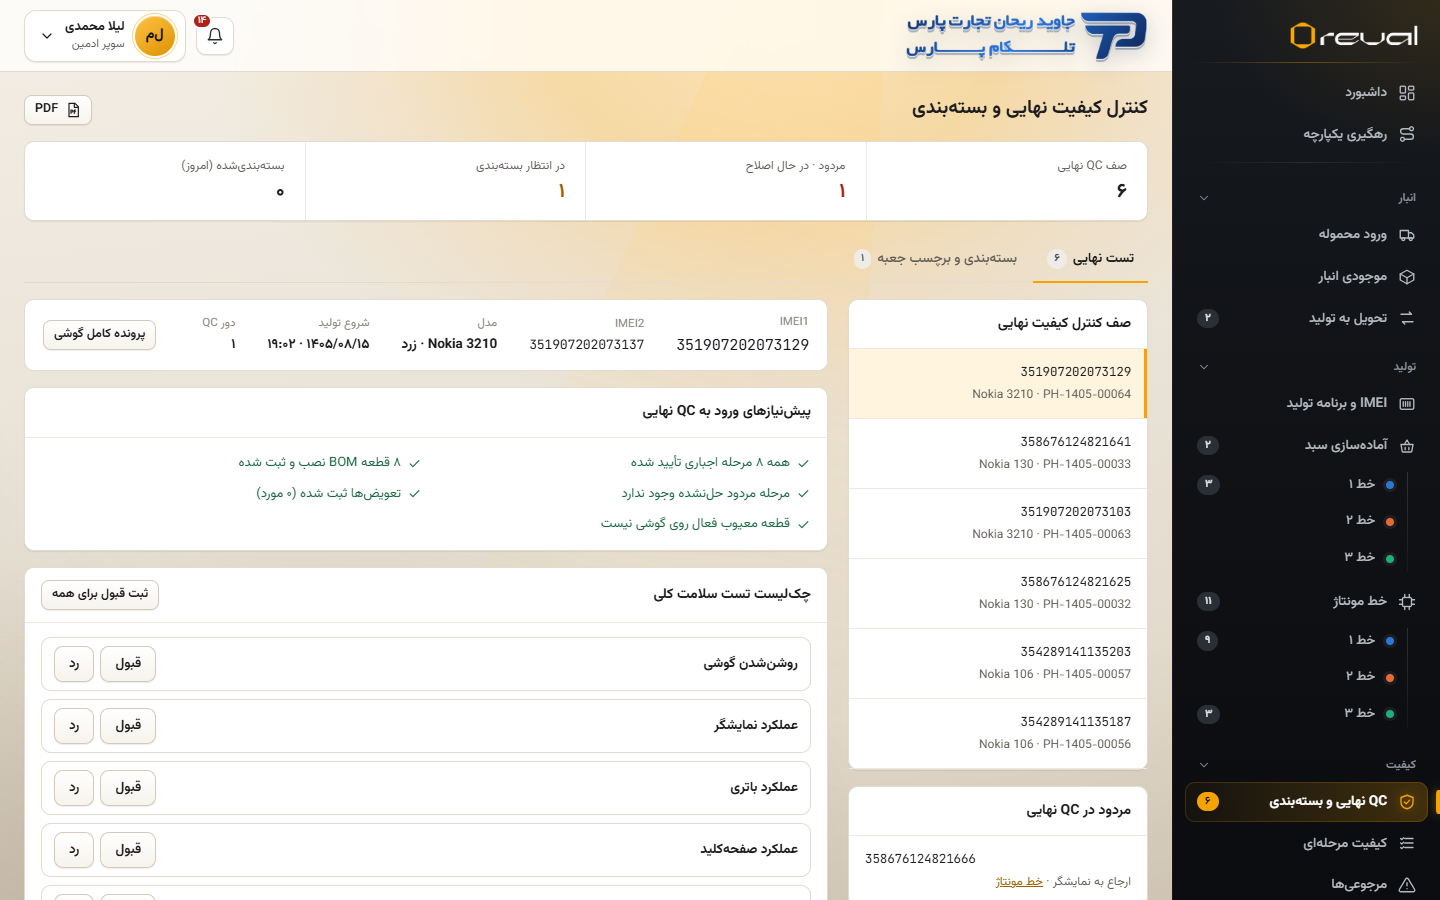 reval
داشبورد
رهگیری یکپارچه
انبار
ورود محموله
موجودی انبار
تحویل به تولید ۲
تولید
IMEI و برنامه تولید
آماده‌سازی سبد ۲
خط ۱ ۳
خط ۲
خط ۳
خط مونتاژ ۱۱
خط ۱ ۹
خط ۲
خط ۳ ۳
کیفیت
QC نهایی و بسته‌بندی ۶
کیفیت مرحله‌ای
مرجوعی‌ها
جاوید ریحان تجارت پارس
تلکام پارس
۱۴
لیلا محمدی
سوپر ادمین
ل‌م
کنترل کیفیت نهایی و بسته‌بندی
PDF
صف QC نهایی
۶
مردود · در حال اصلاح
۱
در انتظار بسته‌بندی
۱
بسته‌بندی‌شده (امروز)
۰
تست نهایی ۶
بسته‌بندی و برچسب جعبه ۱
صف کنترل کیفیت نهایی
351907202073129
Nokia 3210 · PH-1405-00064
358676124821641
Nokia 130 · PH-1405-00033
351907202073103
Nokia 3210 · PH-1405-00063
358676124821625
Nokia 130 · PH-1405-00032
354289141135203
Nokia 106 · PH-1405-00057
354289141135187
Nokia 106 · PH-1405-00056
مردود در QC نهایی
358676124821666
ارجاع به نمایشگر · خط مونتاژ
IMEI1
351907202073129
IMEI2
351907202073137
مدل
Nokia 3210 · زرد
شروع تولید
۱۴۰۵/۰۸/۱۵ · ۱۹:۰۲
دور QC
۱
پرونده کامل گوشی
پیش‌نیازهای ورود به QC نهایی
همه ۸ مرحله اجباری تأیید شده
۸ قطعه BOM نصب و ثبت شده
مرحله مردود حل‌نشده وجود ندارد
تعویض‌ها ثبت شده (۰ مورد)
قطعه معیوب فعال روی گوشی نیست
چک‌لیست تست سلامت کلی
ثبت قبول برای همه
روشن‌شدن گوشی
قبول
رد
عملکرد نمایشگر
قبول
رد
عملکرد باتری
قبول
رد
عملکرد صفحه‌کلید
قبول
رد